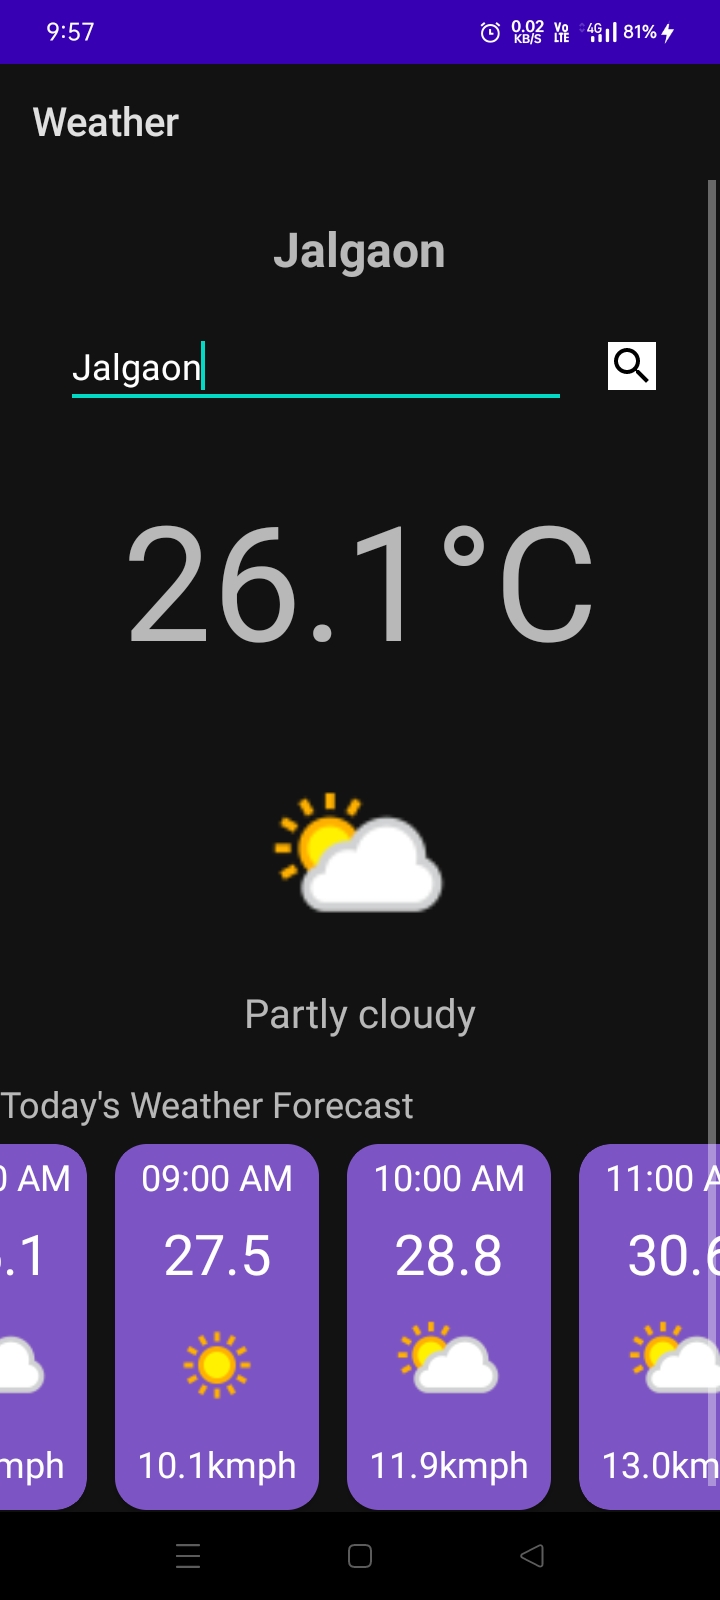 9:57
0.02
KB/S
Vo
LTE
4G
81%
Weather
Jalgaon
Jalgaon
26.1°C
Partly cloudy
Today's Weather Forecast
0 AM 09:00 AM 10:00 AM 11:00 A
.1 27.5 28.8 30.6
mph 10.1kmph 11.9kmph 13.0km